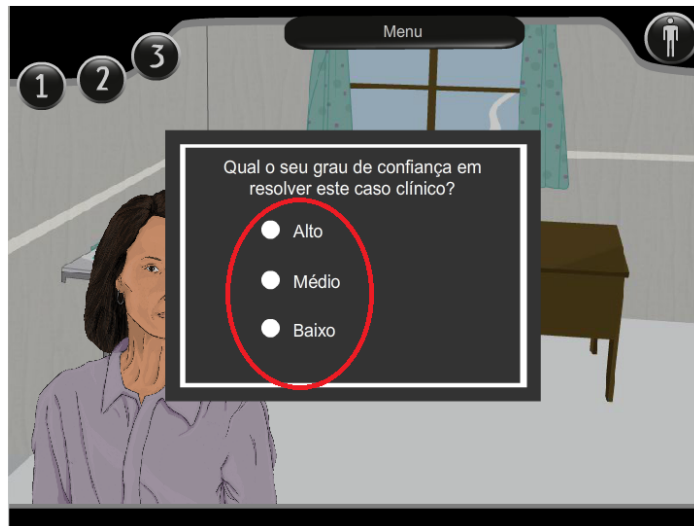 Menu
1
2
3
Qual o seu grau de confiança em
resolver este caso clínico?
Alto
Médio
Baixo